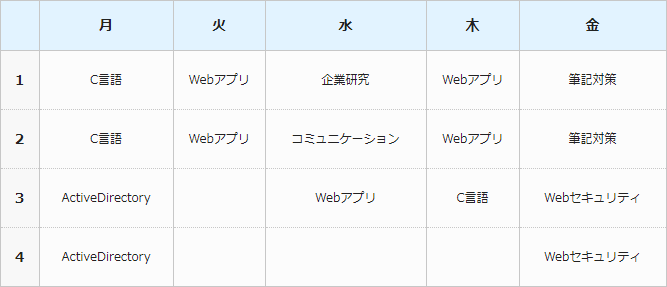 月 火 水 木 金
1 C言語 Webアプリ 企業研究 Webアプリ 筆記対策
2 C言語 Webアプリ コミュニケーション Webアプリ 筆記対策
3 ActiveDirectory Webアプリ C言語 Webセキュリティ
4 ActiveDirectory Webセキュリティ